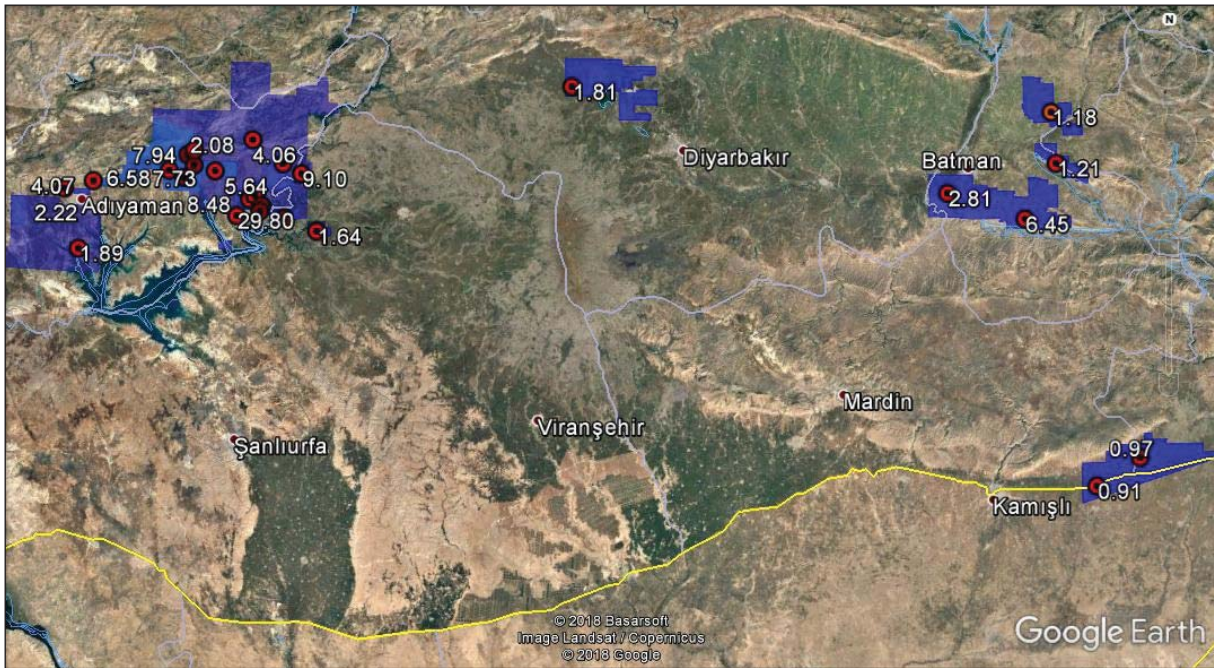 N
1.81
1.18
2.08
7.94
4.06
Diyarbakır
Batman
1.21
4.07
6.58
7.73
9.10
2.22
Adıyaman
5.64
8.48
2.81
29.80
1.64
6.45
1.89
Mardin
Viranşehir
Şanlıurfa
0.97
0.91
Kamışlı
© 2018 Basarsoft
Image Landsat / Copernicus
© 2018 Google
Google Earth